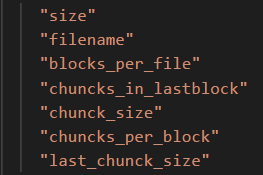 "size"
"filename"
"blocks_per_file"
"chuncks_in_lastblock"
"chunck_size"
"chuncks_per_block"
"last_chunck_size"